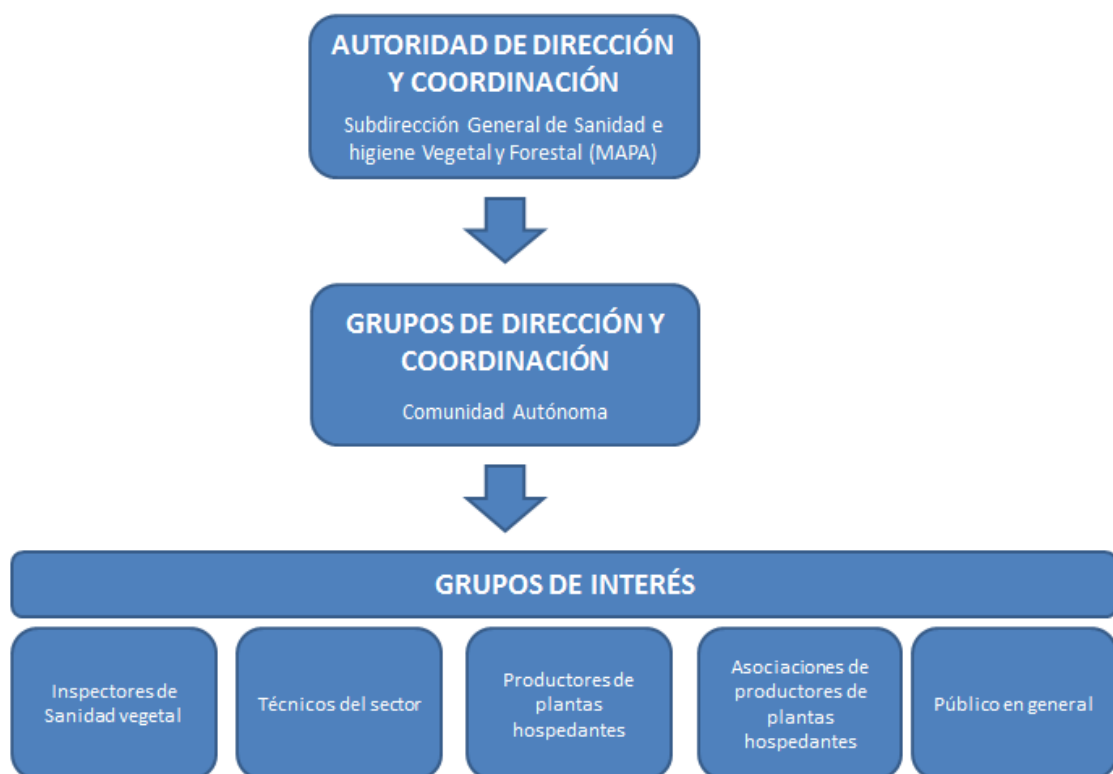 AUTORIDAD DE DIRECCIÓN
Y COORDINACIÓN
Subdirección General de Sanidad e
higiene Vegetal y Forestal (MAPA)
GRUPOS DE DIRECCIÓN Y
COORDINACIÓN
Comunidad Autónoma
GRUPOS DE INTERÉS
Inspectores de
Sanidad vegetal
Técnicos del sector
Productores de
plantas
hospedantes
Asociaciones de
productores de
plantas
hospedantes
Público en general